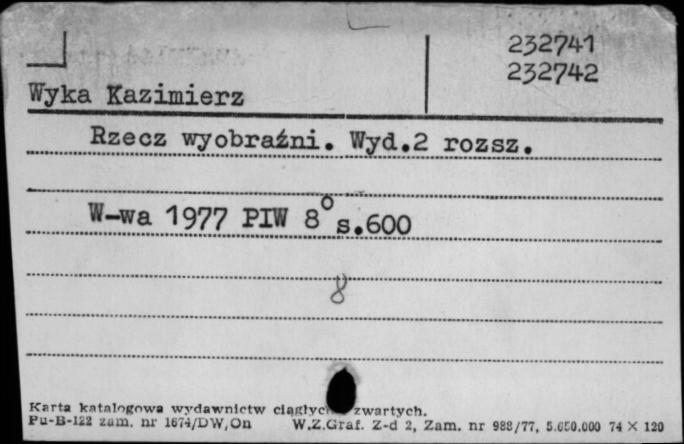 232741
232742
Wyka Kazimierz
Rzecz wyobraźni. Wyd.2 rozsz.
W-wa 1977 PIW 8° s.600
8
Karta katalogowa wydawnictw ciągłych zwartych.
Pu-B-122 zam. nr 1674/DW,On W.Z.Graf. Z-d 2, Zam. nr 988/77, 5.650.000 74 × 120